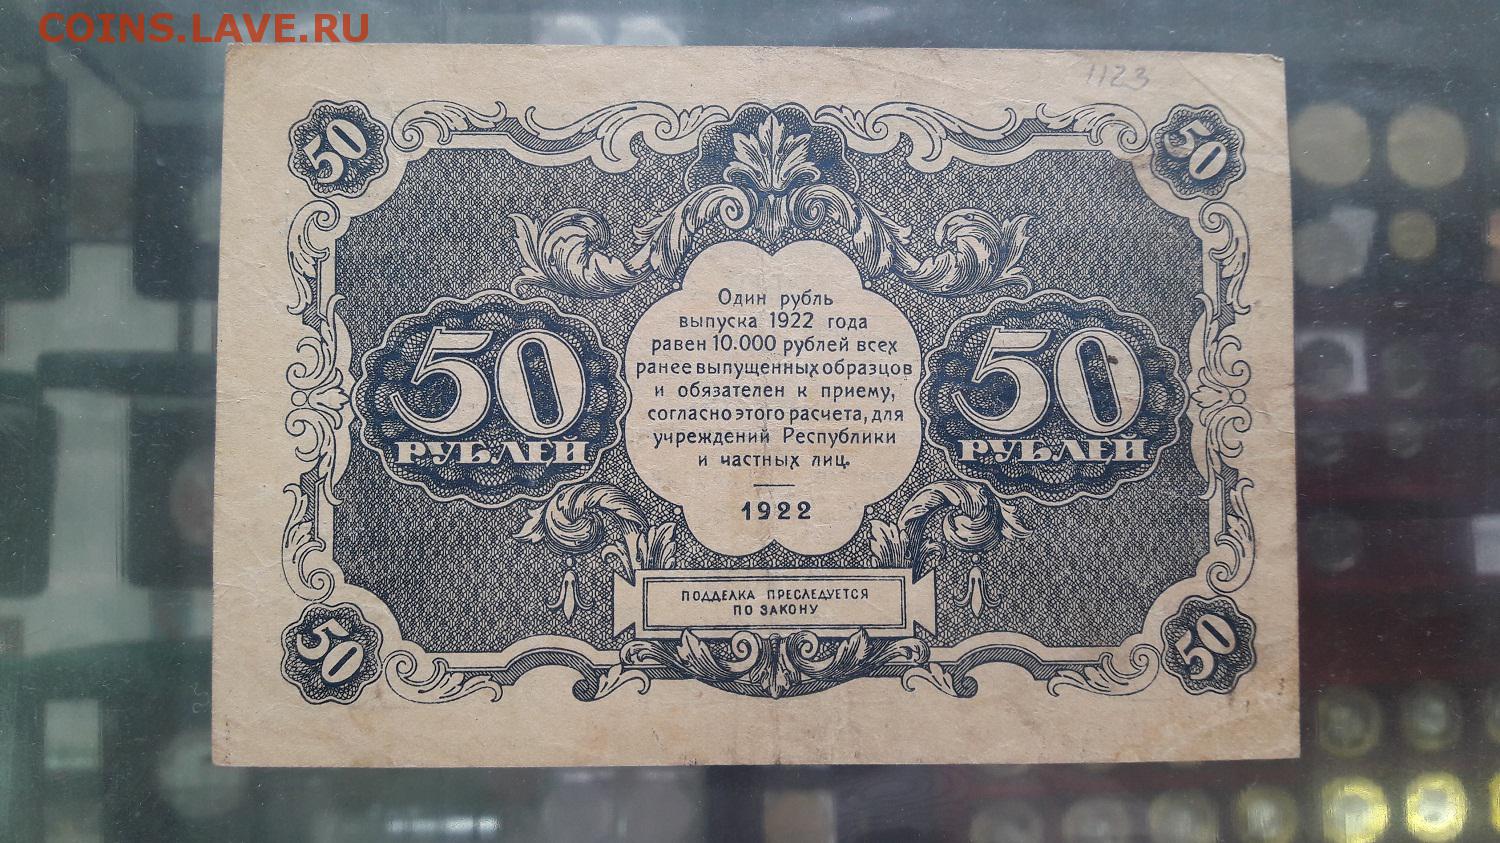 COINS.LAVE.RU
1123
50
50
Один рубль
выпуска 1922 года
равен 10.000 рублей всех
ранее выпущенных образцов
и обязателен к приему,
согласно этого расчета, для
учреждений Республики
и частных лиц.
1922
50
РУБЛЕЙ
50
РУБЛЕЙ
ПОДДЕЛКА ПРЕСЛЕДУЕТСЯ
ПО ЗАКОНУ
50
50